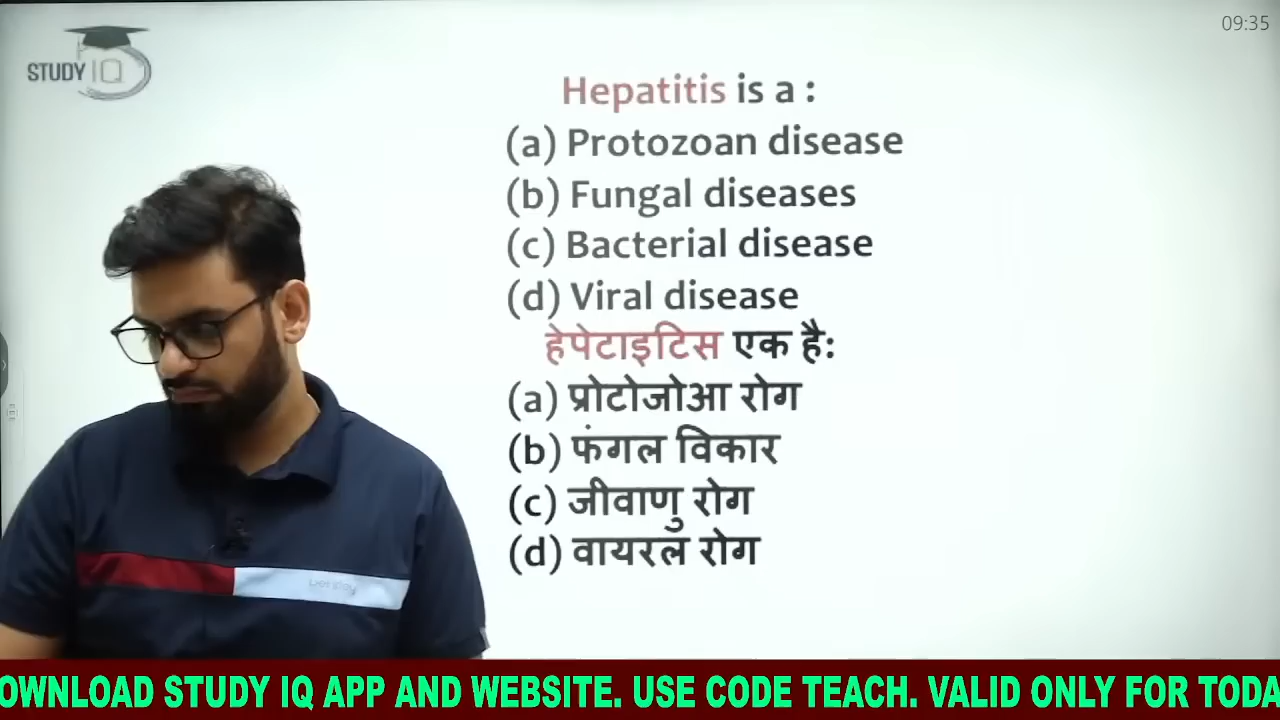 STUDY IQ
09:35
Hepatitis is a :
(a) Protozoan disease
(b) Fungal diseases
(c) Bacterial disease
(d) Viral disease
हेपेटाइटिस एक है:
(a) प्रोटोजोआ रोग
(b) फंगल विकार
(c) जीवाणु रोग
(d) वायरल रोग
OWNLOAD STUDY IQ APP AND WEBSITE. USE CODE TEACH. VALID ONLY FOR TODA